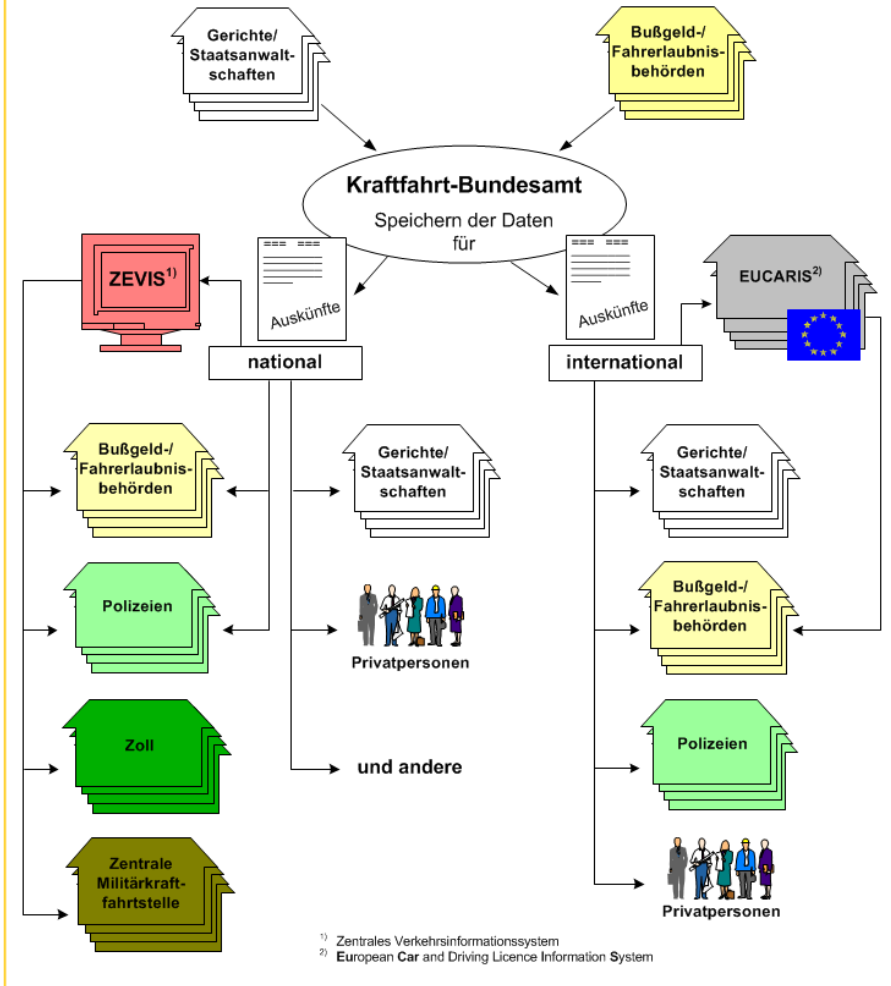 Gerichte/
Staatsanwalt-
schaften
Bußgeld-/
Fahrerlaubnis-
behörden
Kraftfahrt-Bundesamt
Speichern der Daten
für
ZEVIS1)
Auskünfte
Auskünfte
EUCARIS2)
national
international
Bußgeld-/
Fahrerlaubnis-
behörden
Gerichte/
Staatsanwalt-
schaften
Gerichte/
Staatsanwalt-
schaften
Polizeien
Privatpersonen
Bußgeld-/
Fahrerlaubnis-
behörden
Zoll
und andere
Polizeien
Zentrale
Militärkraft-
fahrtstelle
Privatpersonen
1) Zentrales Verkehrsinformationssystem
2) European Car and Driving Licence Information System